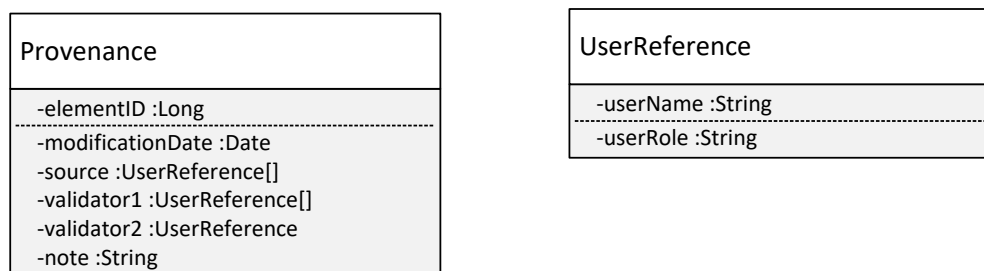 Provenance
-elementID :Long
-modificationDate :Date
-source :UserReference[]
-validator1 :UserReference[]
-validator2 :UserReference
-note :String
UserReference
-userName :String
-userRole :String